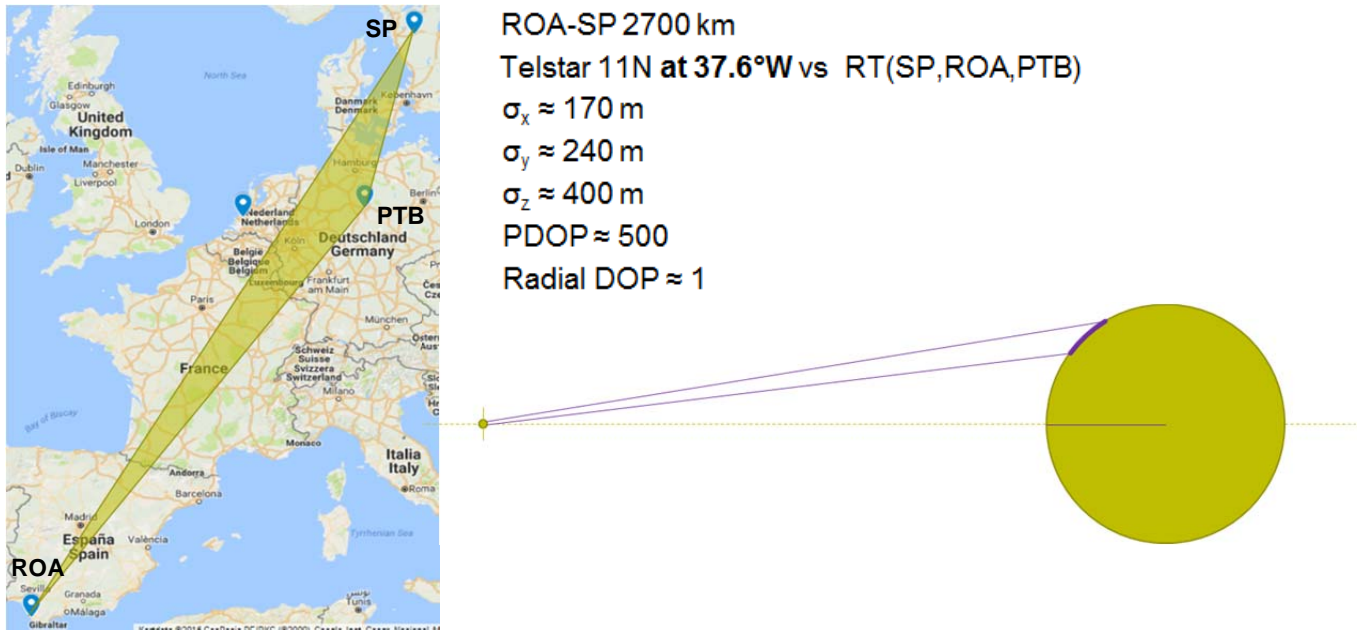 SP
North Sea
Edinburgh
Glasgow
United
Kingdom
Isle of Man
Danmark
Denmark
København
Dublin
Manchester
Liverpool
Hamburg
Berlin
Nederland
Netherlands
PTB
London
België
Belgique
Belgium
Köln
Deutschland
Germany
Luxembourg
Frankfurt
am Main
Paris
München
France
Schweiz
Suisse
Svizzera
Switzerland
Milano
Bay of Biscay
Monaco
Italia
Italy
Andorra
Roma
Barcelona
Madrid
España
Spain
València
Tyrrhenian Sea
ROA
Sevilla
Granada
Málaga
Gibraltar
تونس
Tunis
ROA-SP 2700 km
Telstar 11N at 37.6°W vs RT(SP,ROA,PTB)
σx ≈ 170 m
σy ≈ 240 m
σz ≈ 400 m
PDOP ≈ 500
Radial DOP ≈ 1